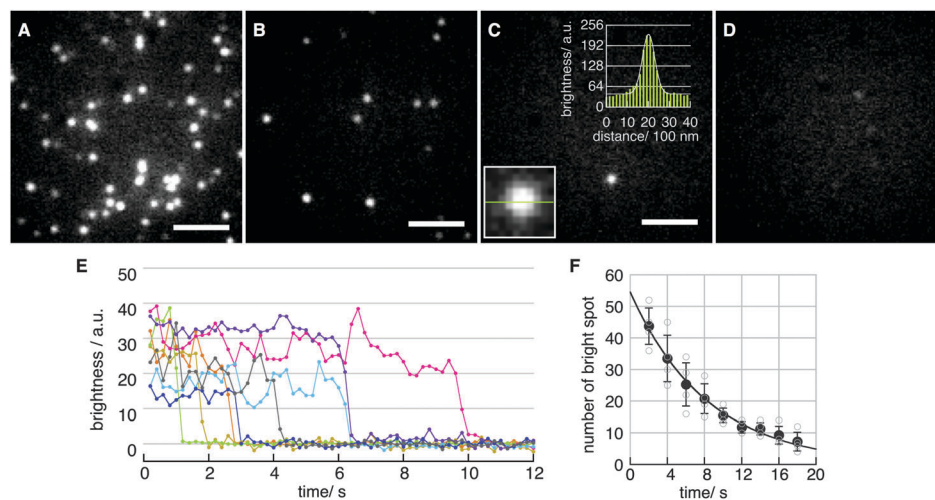 A
B
C
D
256
192
128
64
0
brightness/ a.u.
0 10 20 30 40
distance/ 100 nm
E
50
40
30
20
10
0
brightness / a.u.
0 2 4 6 8 10 12
time/ s
F
60
50
40
30
20
10
0
number of bright spot
0 4 8 12 16 20
time/ s